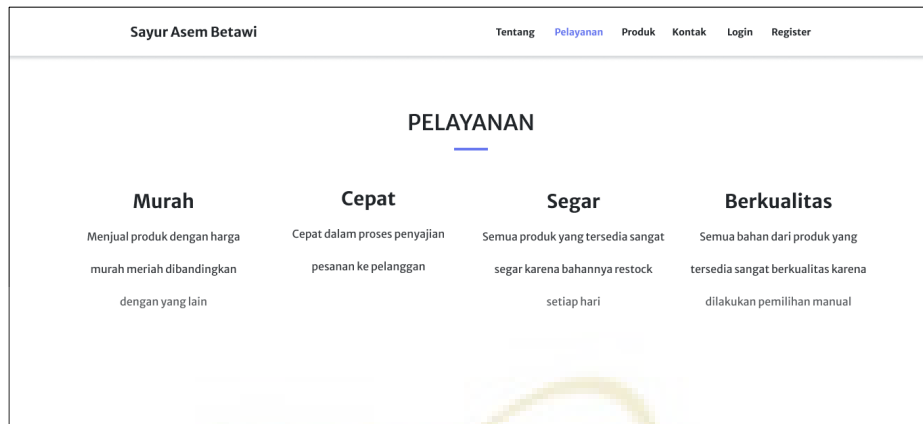 Sayur Asem Betawi
Tentang Pelayanan Produk Kontak Login Register
PELAYANAN
Murah
Menjual produk dengan harga
murah meriah dibandingkan
dengan yang lain
Cepat
Cepat dalam proses penyajian
pesanan ke pelanggan
Segar
Semua produk yang tersedia sangat
segar karena bahannya restock
setiap hari
Berkualitas
Semua bahan dari produk yang
tersedia sangat berkualitas karena
dilakukan pemilihan manual